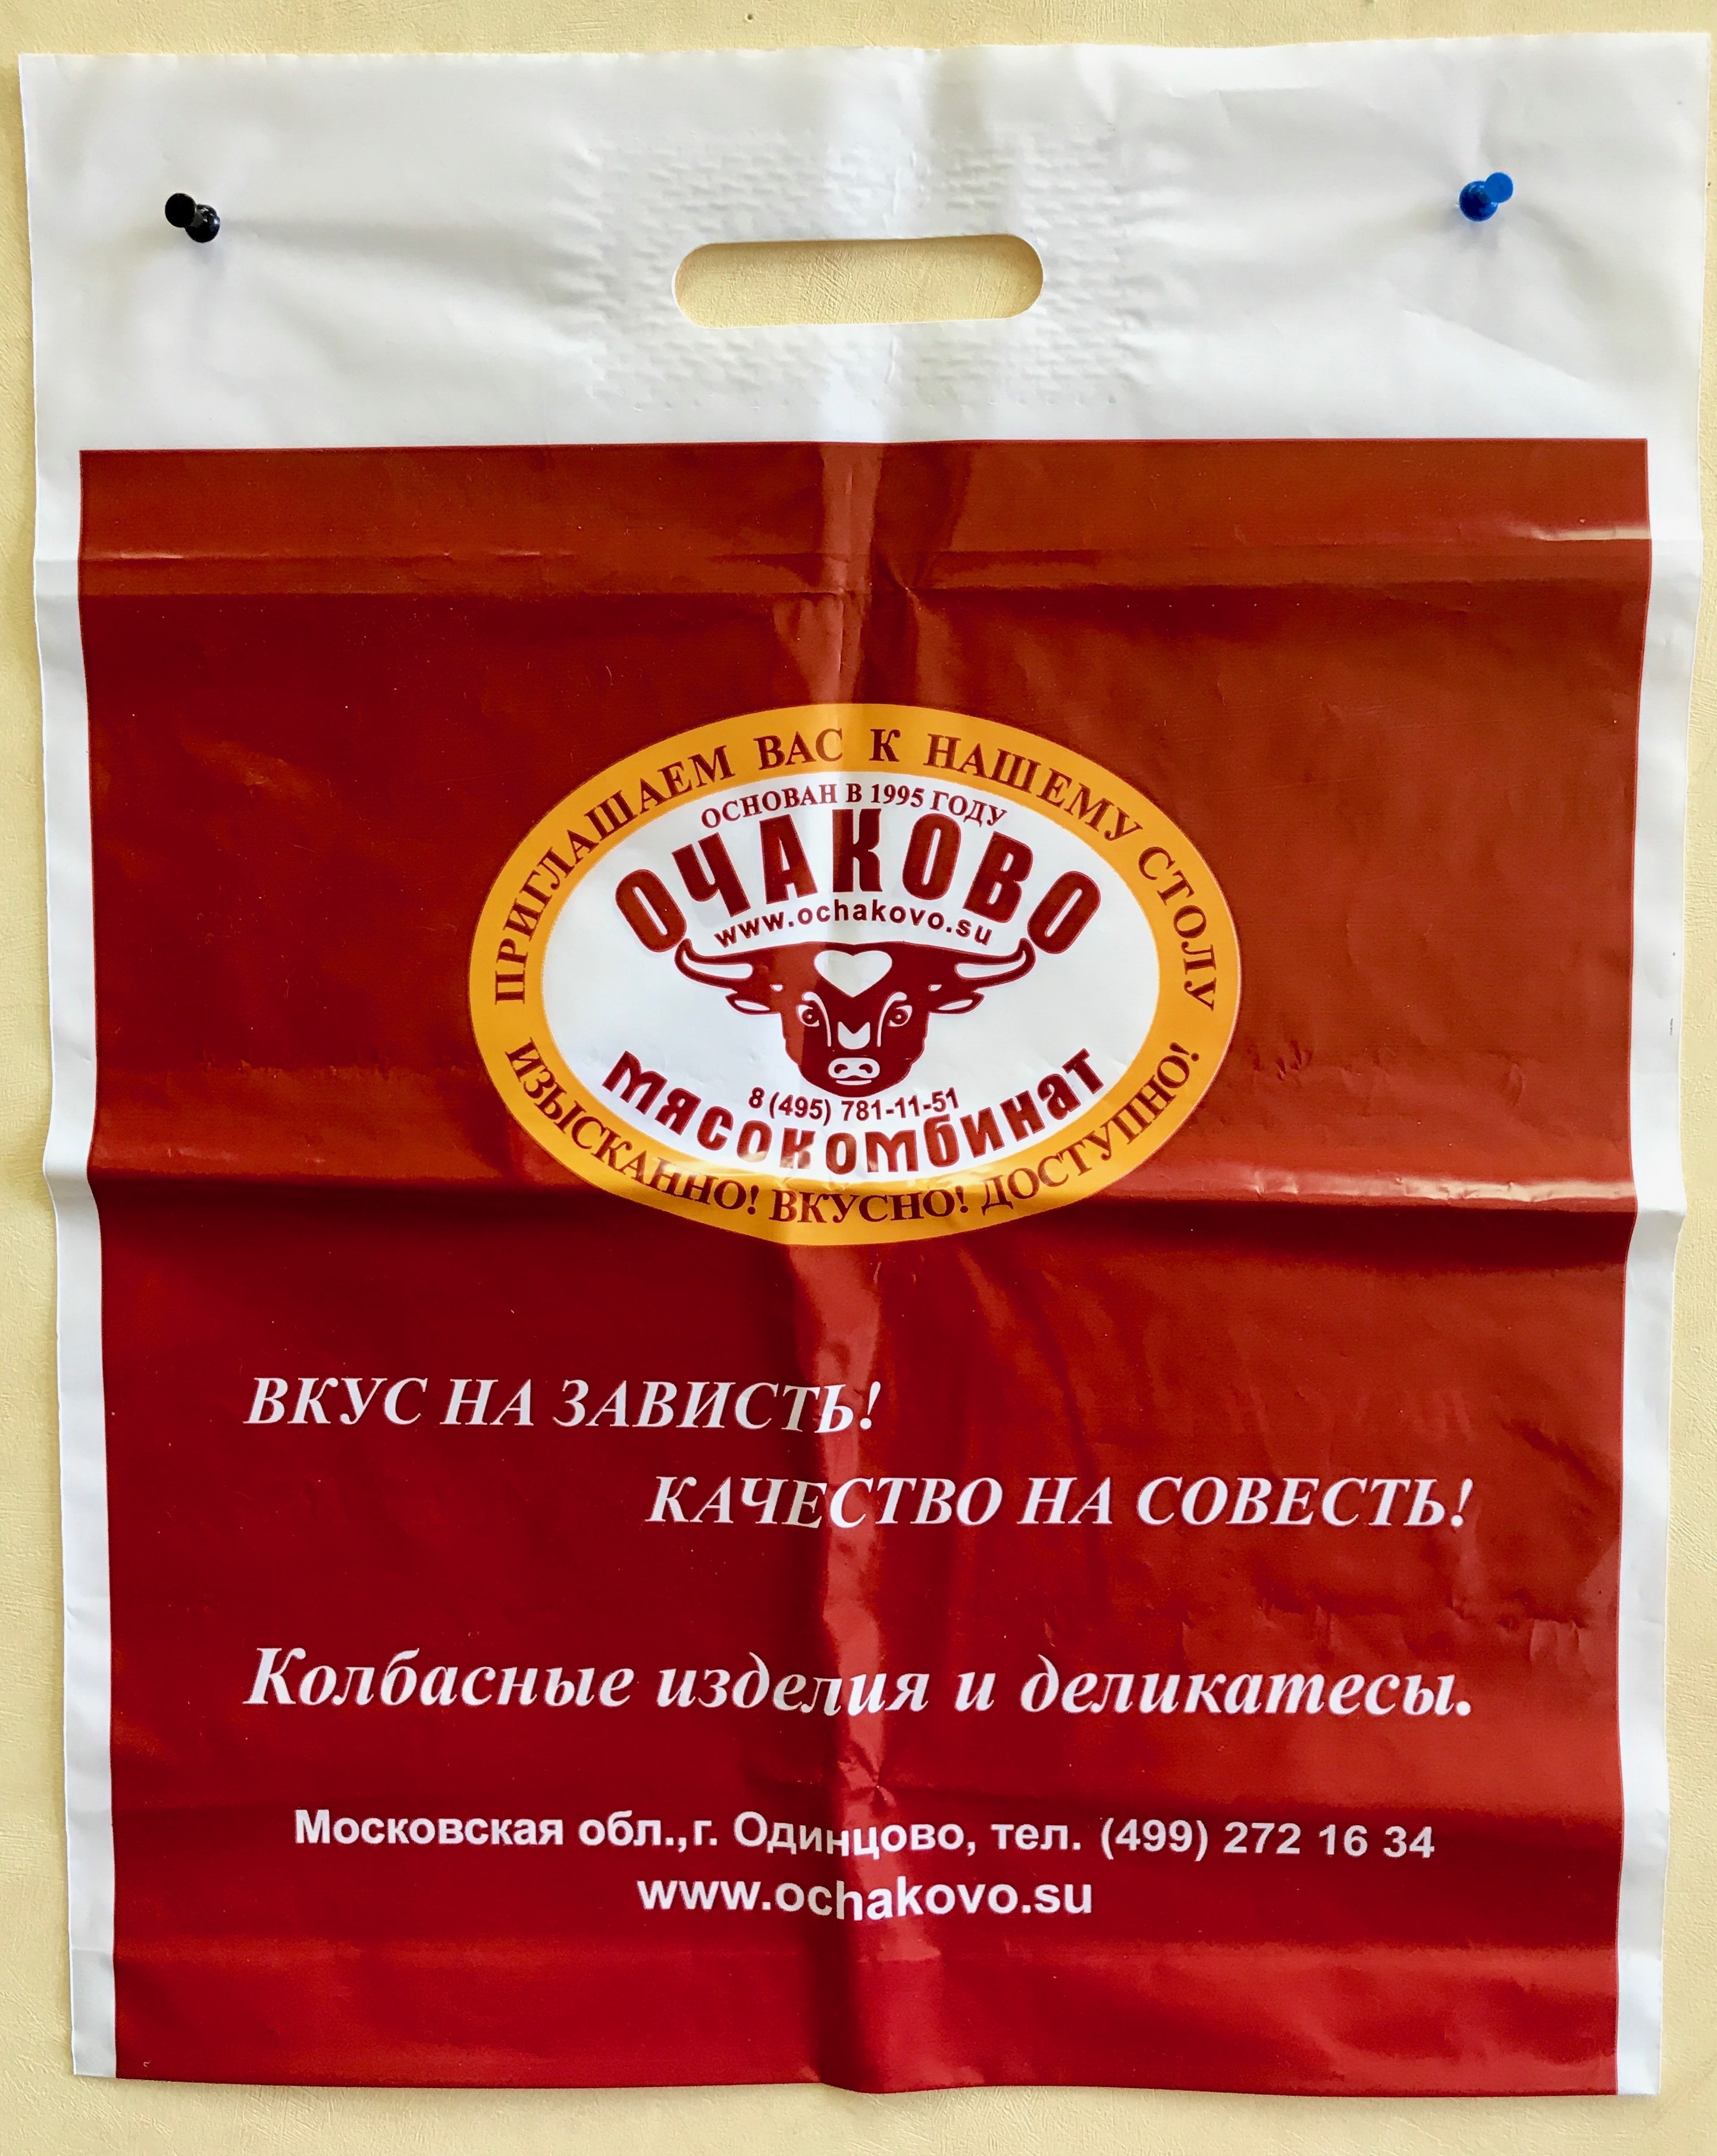 ПРИГЛАШАЕМ ВАС К НАШЕМУ СТОЛУ
ОСНОВАН В 1995 ГОДУ
ОЧАКОВО
www.ochakovo.su
8 (495) 781-11-51
МЯСОКОМБИНАТ
ИЗЫСКАННО! ВКУСНО! ДОСТУПНО!
ВКУС НА ЗАВИСТЬ!
КАЧЕСТВО НА СОВЕСТЬ!
Колбасные изделия и деликатесы.
Московская обл.,г. Одинцово, тел. (499) 272 16 34
www.ochakovo.su